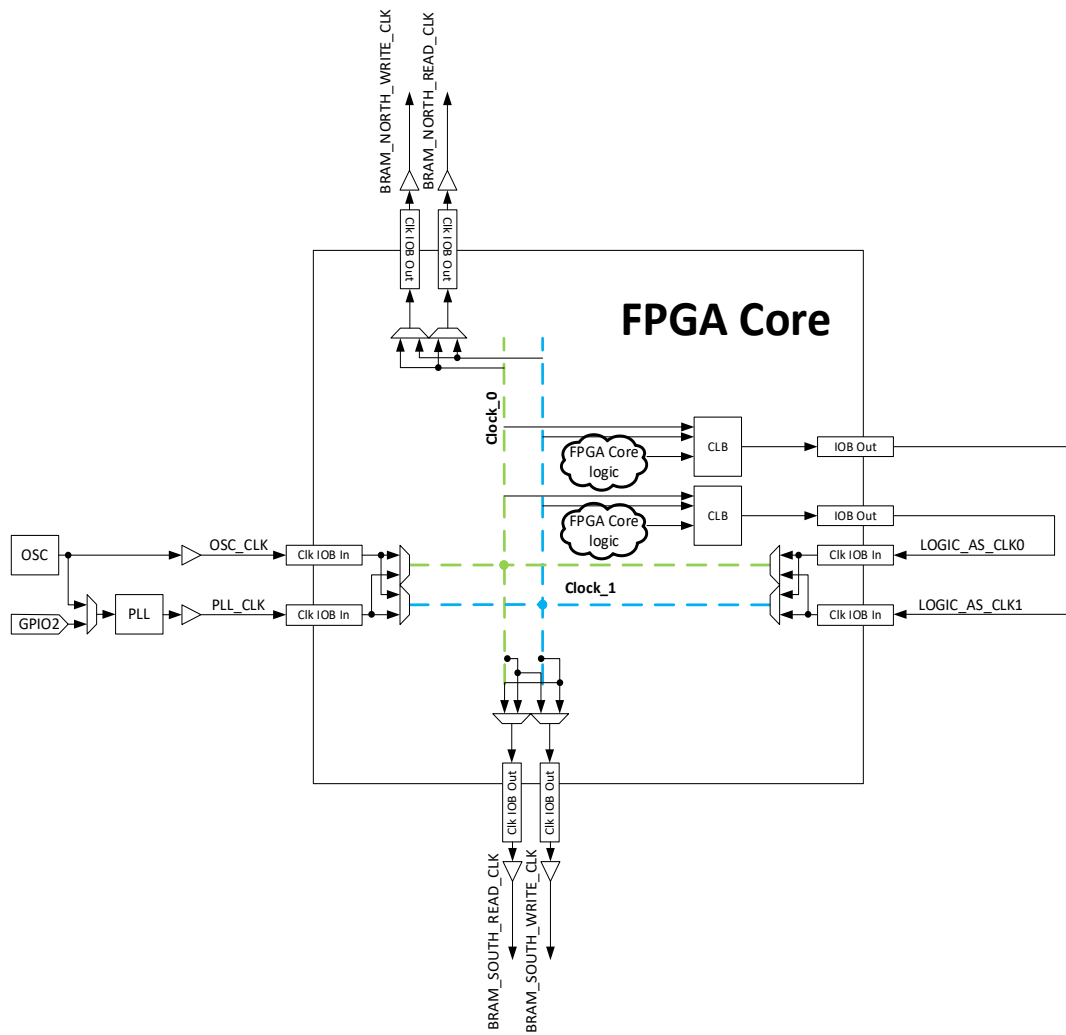 BRAM_NORTH_WRITE_CLK
BRAM_NORTH_READ_CLK
Clk IOB Out
Clk IOB Out
FPGA Core
Clock_0
FPGA Core
logic
CLB
IOB Out
FPGA Core
logic
CLB
IOB Out
OSC
OSC_CLK
Clk IOB In
Clk IOB In
LOGIC_AS_CLK0
Clock_1
GPIO2
PLL
PLL_CLK
Clk IOB In
Clk IOB In
LOGIC_AS_CLK1
Clk IOB Out
Clk IOB Out
BRAM_SOUTH_READ_CLK
BRAM_SOUTH_WRITE_CLK